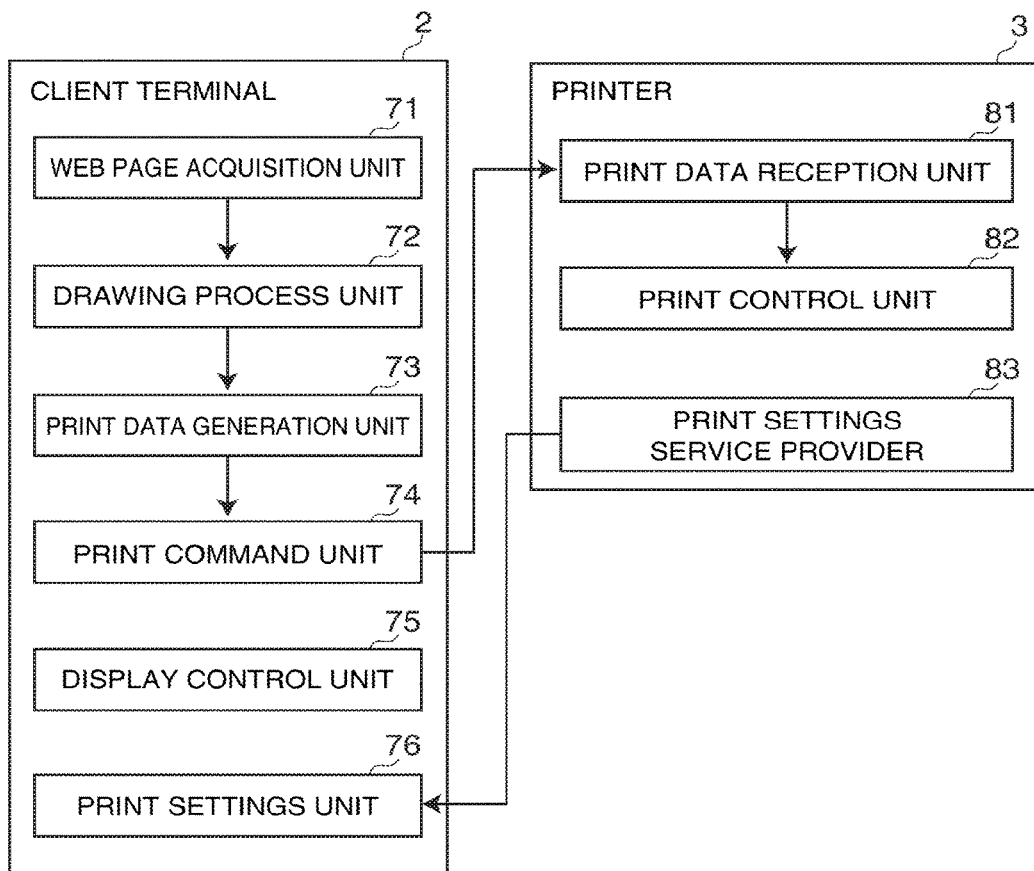 2
CLIENT TERMINAL
71
WEB PAGE ACQUISITION UNIT
72
DRAWING PROCESS UNIT
73
PRINT DATA GENERATION UNIT
74
PRINT COMMAND UNIT
75
DISPLAY CONTROL UNIT
76
PRINT SETTINGS UNIT
3
PRINTER
81
PRINT DATA RECEPTION UNIT
82
PRINT CONTROL UNIT
83
PRINT SETTINGS
SERVICE PROVIDER